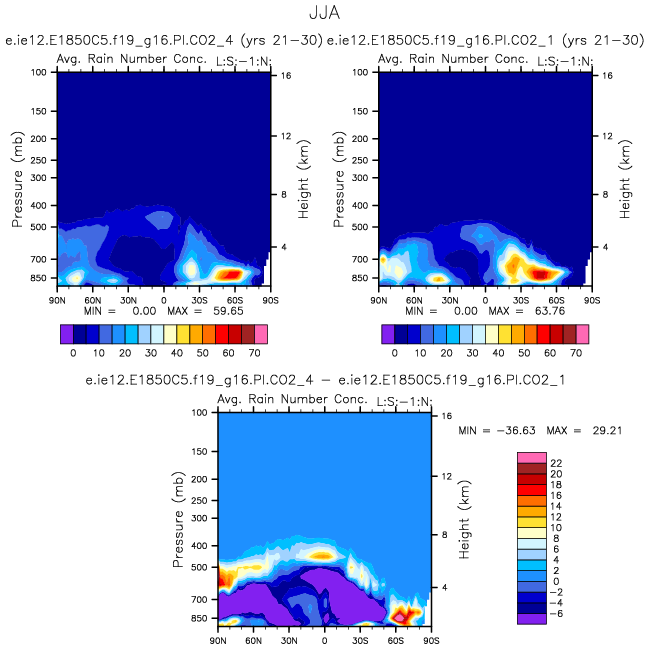 JJA
e.ie12.E1850C5.f19_g16.PI.CO2_4 (yrs 21-30) e.ie12.E1850C5.f19_g16.PI.CO2_1 (yrs 21-30)
Avg. Rain Number Conc. L:S:-1:N: Avg. Rain Number Conc. L:S:-1:N:
Pressure (mb) Height (km) Pressure (mb) Height (km)
100 16 100 16
150 150
12 12
200 200
250 250
300 300
8 8
400 400
500 500
4 4
700 700
850 850
90N 60N 30N 0 30S 60S 90S 90N 60N 30N 0 30S 60S 90S
MIN = 0.00 MAX = 59.65 MIN = 0.00 MAX = 63.76
0 10 20 30 40 50 60 70 0 10 20 30 40 50 60 70
e.ie12.E1850C5.f19_g16.PI.CO2_4 - e.ie12.E1850C5.f19_g16.PI.CO2_1
Avg. Rain Number Conc. L:S:-1:N:
MIN = -36.63 MAX = 29.21
Pressure (mb) Height (km)
100 16
150
12
200
250
300
8
400
500
4
700
850
90N 60N 30N 0 30S 60S 90S
22
20
18
16
14
12
10
8
6
4
2
0
-2
-4
-6